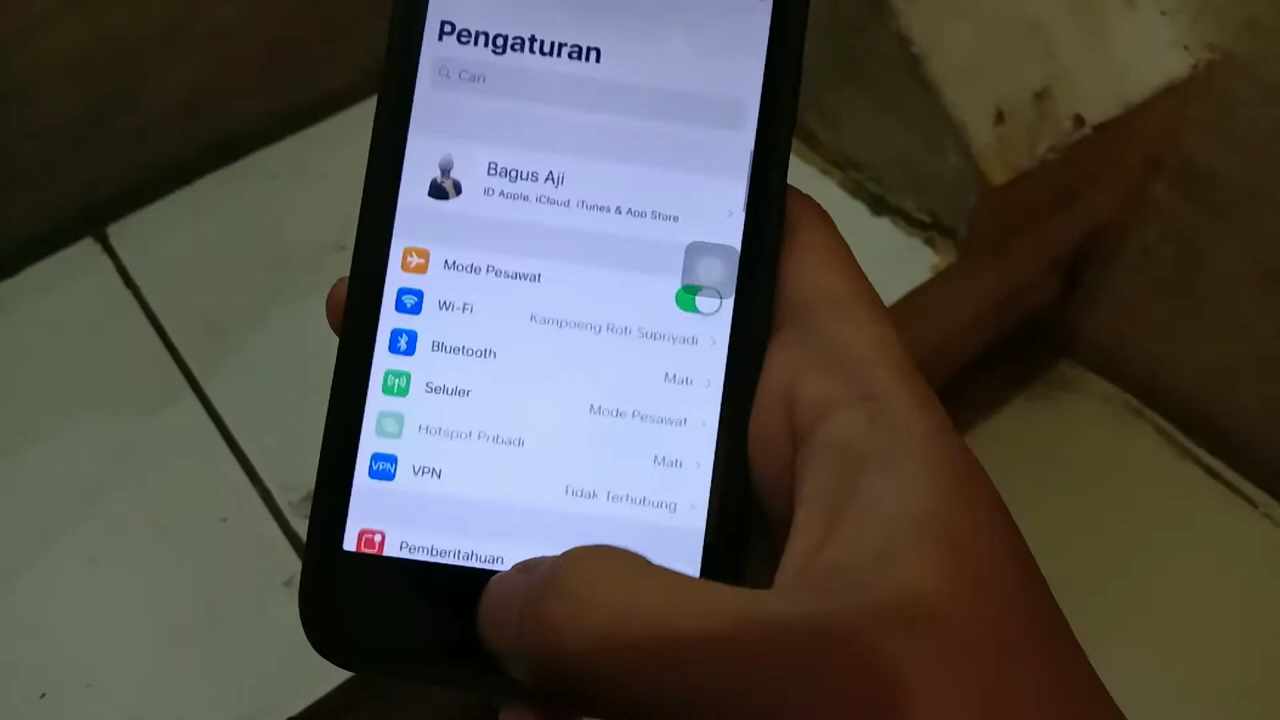 Pengaturan
Cari
Bagus Aji
ID Apple, iCloud, iTunes & App Store
Mode Pesawat
Wi-Fi Kampoeng Roti Supriyadi
Bluetooth Mati
Seluler Mode Pesawat
Hotspot Pribadi Mati
VPN VPN Tidak Terhubung
Pemberitahuan